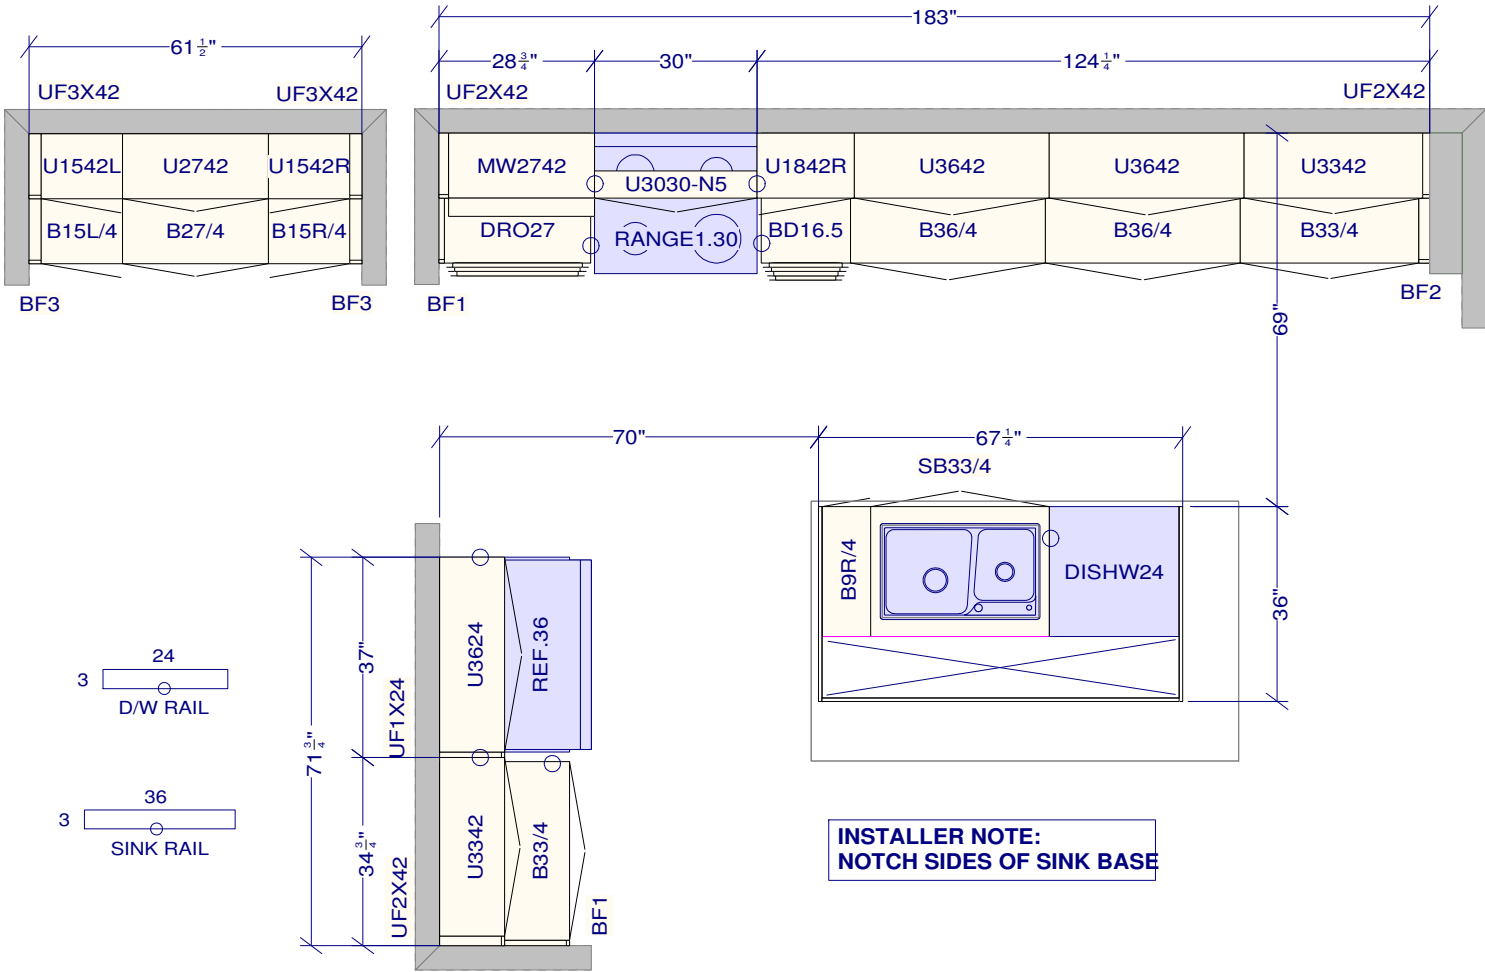 183"
61 1/2"
28 3/4"
30"
124 1/4"
UF3X42
UF3X42
UF2X42
UF2X42
U1542L
U2742
U1542R
MW2742
U3030-N5
U1842R
U3642
U3642
U3342
B15L/4
B27/4
B15R/4
DRO27
RANGE1.30
BD16.5
B36/4
B36/4
B33/4
BF3
BF3
BF1
BF2
69"
70"
67 1/4"
SB33/4
B9R/4
DISHW24
36"
U3624
REF.36
37"
UF1X24
71 3/4"
24
3
D/W RAIL
36
3
SINK RAIL
34 3/4"
UF2X42
U3342
B33/4
BF1
INSTALLER NOTE:
NOTCH SIDES OF SINK BASE